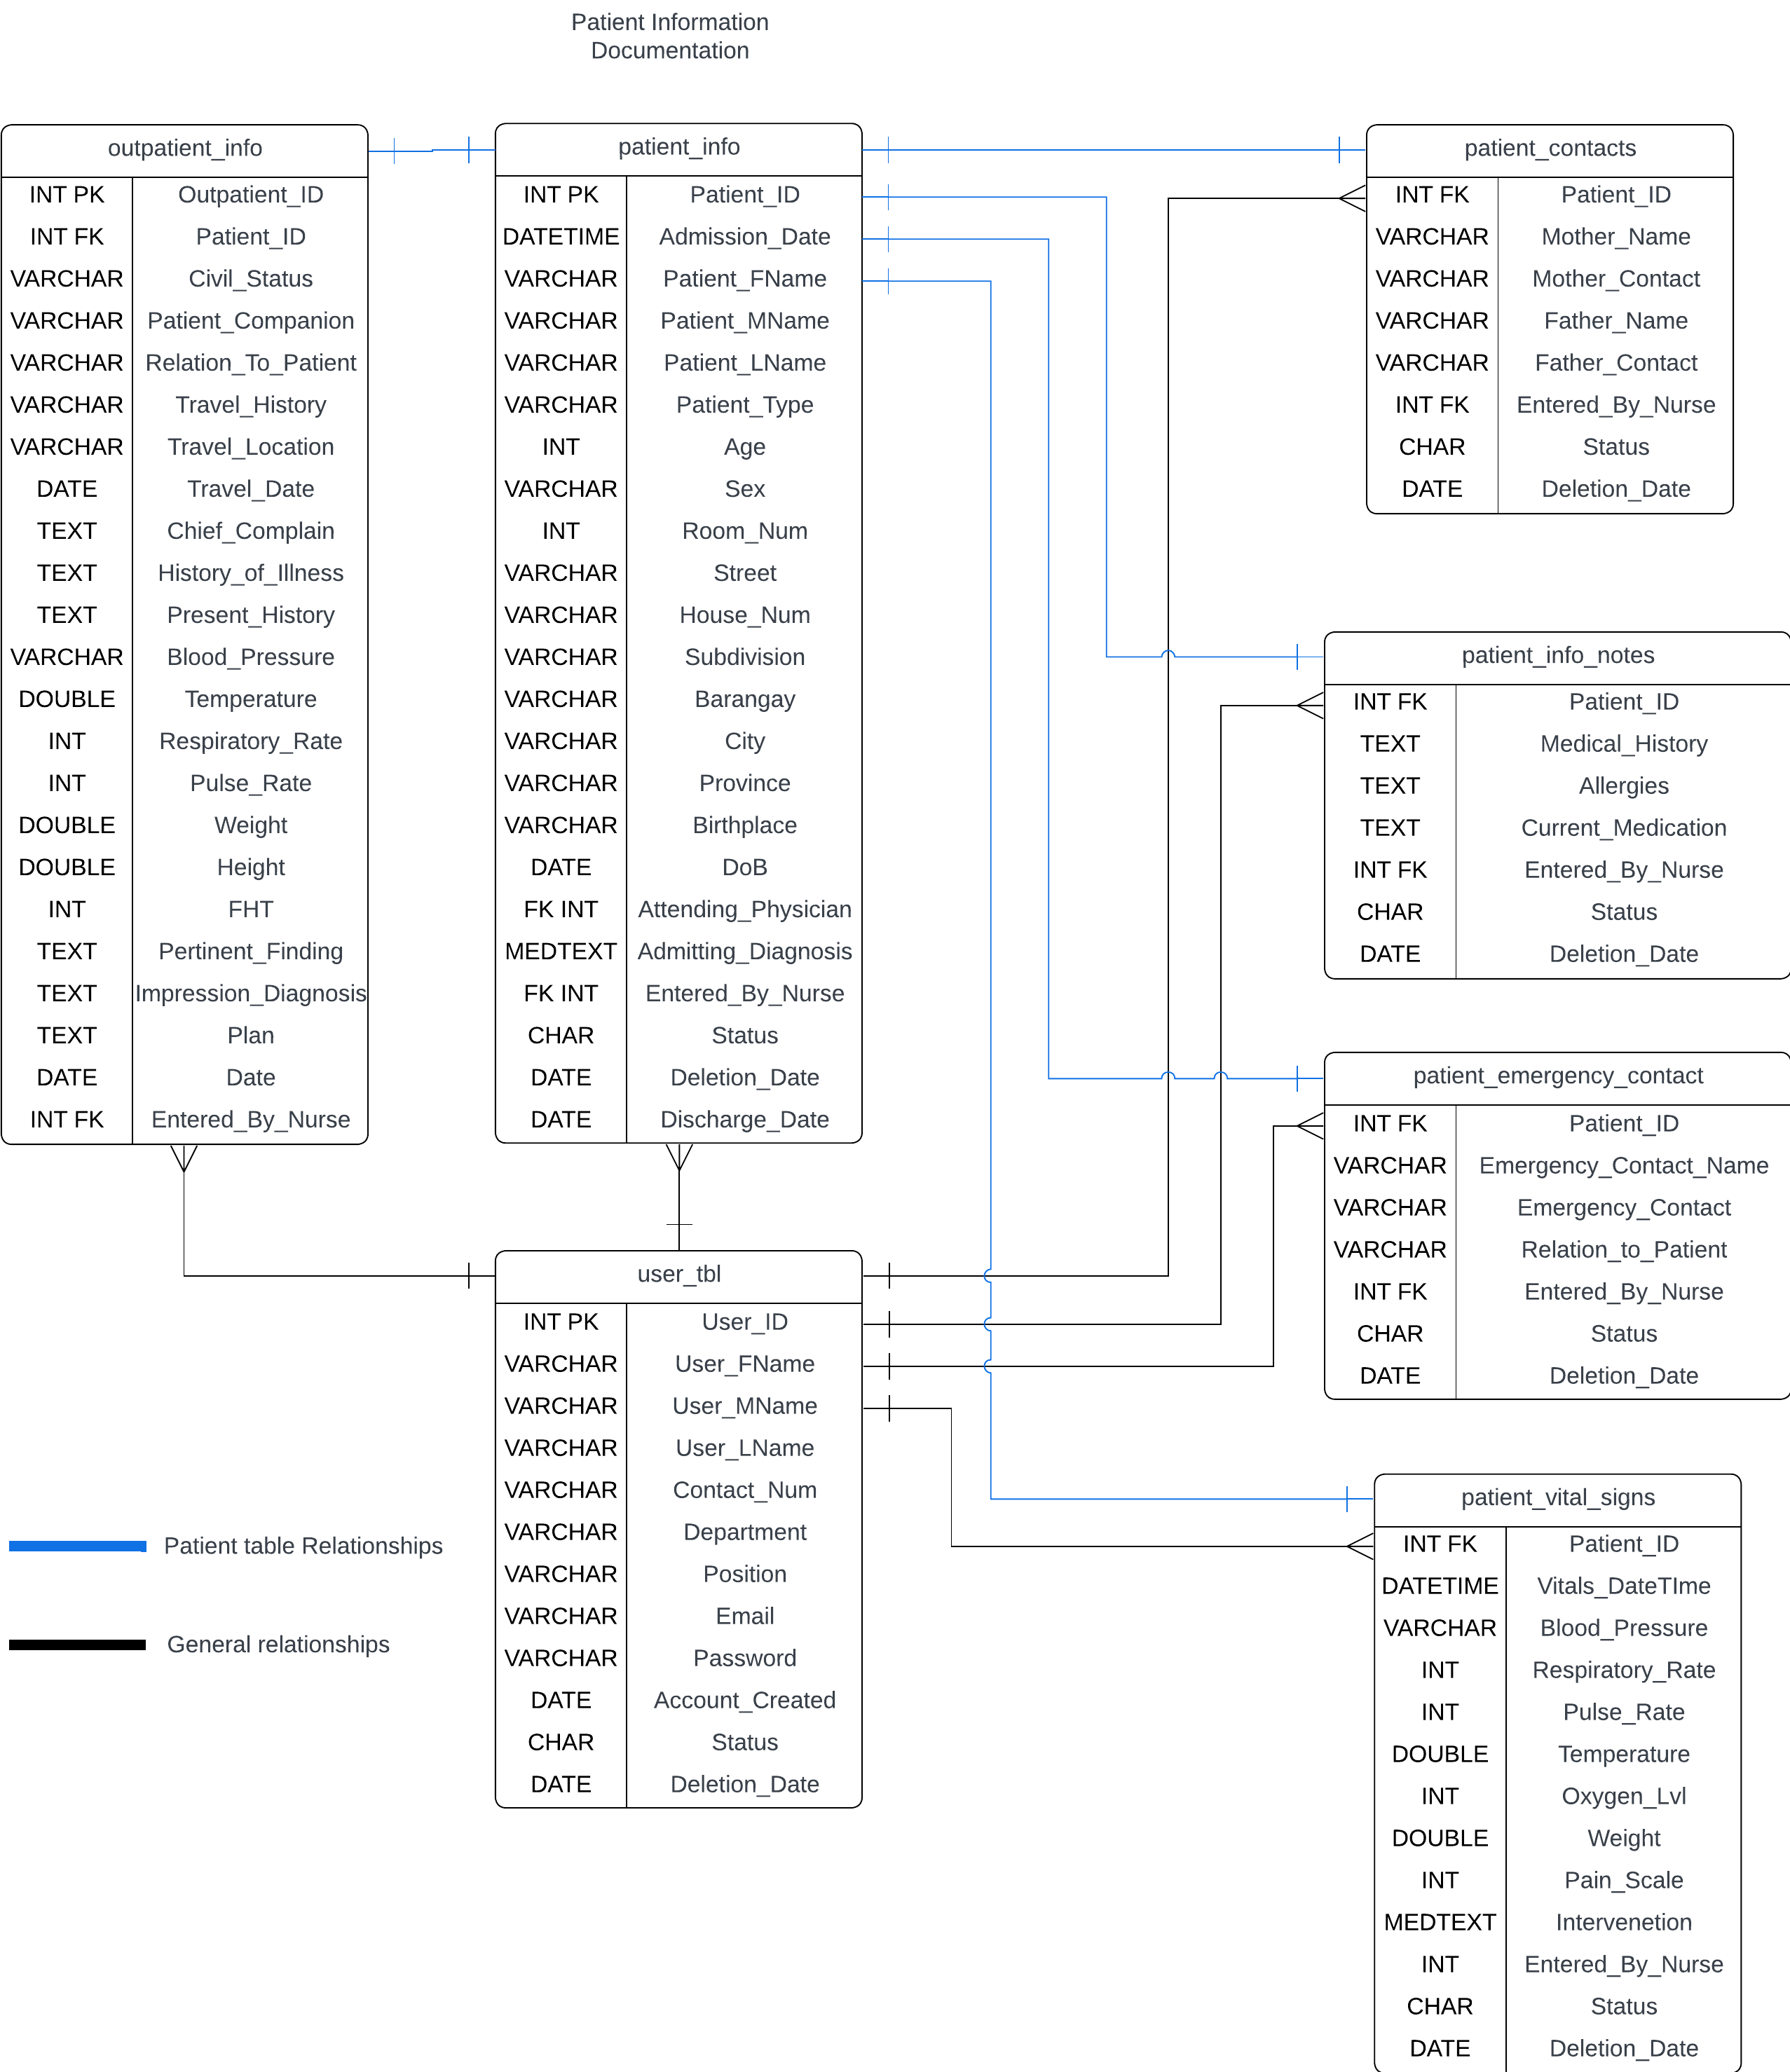 Patient Information
Documentation
outpatient_info
INT PK Outpatient_ID
INT FK Patient_ID
VARCHAR Civil_Status
VARCHAR Patient_Companion
VARCHAR Relation_To_Patient
VARCHAR Travel_History
VARCHAR Travel_Location
DATE Travel_Date
TEXT Chief_Complain
TEXT History_of_Illness
TEXT Present_History
VARCHAR Blood_Pressure
DOUBLE Temperature
INT Respiratory_Rate
INT Pulse_Rate
DOUBLE Weight
DOUBLE Height
INT FHT
TEXT Pertinent_Finding
TEXT Impression_Diagnosis
TEXT Plan
DATE Date
INT FK Entered_By_Nurse
patient_info
INT PK Patient_ID
DATETIME Admission_Date
VARCHAR Patient_FName
VARCHAR Patient_MName
VARCHAR Patient_LName
VARCHAR Patient_Type
INT Age
VARCHAR Sex
INT Room_Num
VARCHAR Street
VARCHAR House_Num
VARCHAR Subdivision
VARCHAR Barangay
VARCHAR City
VARCHAR Province
VARCHAR Birthplace
DATE DoB
FK INT Attending_Physician
MEDTEXT Admitting_Diagnosis
FK INT Entered_By_Nurse
CHAR Status
DATE Deletion_Date
DATE Discharge_Date
patient_contacts
INT FK Patient_ID
VARCHAR Mother_Name
VARCHAR Mother_Contact
VARCHAR Father_Name
VARCHAR Father_Contact
INT FK Entered_By_Nurse
CHAR Status
DATE Deletion_Date
patient_info_notes
INT FK Patient_ID
TEXT Medical_History
TEXT Allergies
TEXT Current_Medication
INT FK Entered_By_Nurse
CHAR Status
DATE Deletion_Date
patient_emergency_contact
INT FK Patient_ID
VARCHAR Emergency_Contact_Name
VARCHAR Emergency_Contact
VARCHAR Relation_to_Patient
INT FK Entered_By_Nurse
CHAR Status
DATE Deletion_Date
user_tbl
INT PK User_ID
VARCHAR User_FName
VARCHAR User_MName
VARCHAR User_LName
VARCHAR Contact_Num
VARCHAR Department
VARCHAR Position
VARCHAR Email
VARCHAR Password
DATE Account_Created
CHAR Status
DATE Deletion_Date
patient_vital_signs
INT FK Patient_ID
DATETIME Vitals_DateTIme
VARCHAR Blood_Pressure
INT Respiratory_Rate
INT Pulse_Rate
DOUBLE Temperature
INT Oxygen_Lvl
DOUBLE Weight
INT Pain_Scale
MEDTEXT Intervenetion
INT Entered_By_Nurse
CHAR Status
DATE Deletion_Date
Patient table Relationships
General relationships